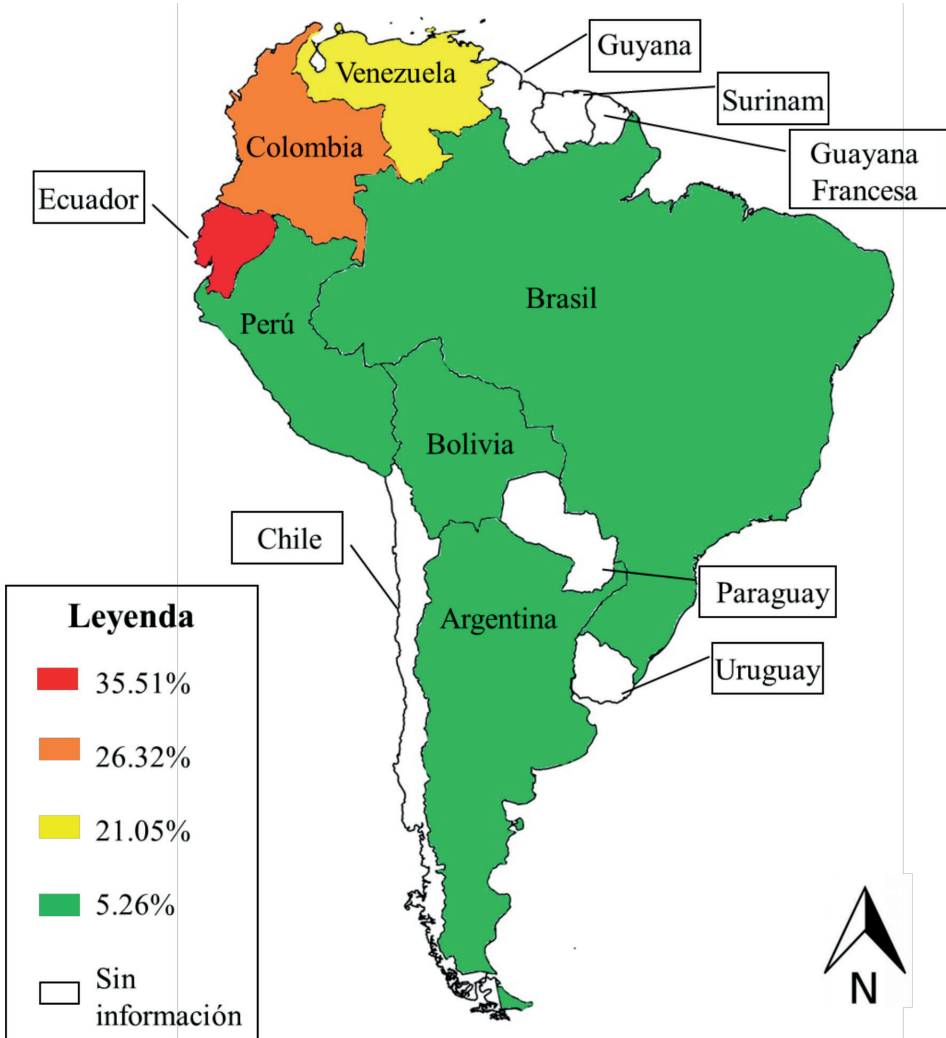 Guyana
Venezuela
Surinam
Colombia
Guayana
Francesa
Ecuador
Brasil
Perú
Bolivia
Chile
Paraguay
Argentina
Uruguay
Leyenda
35.51%
26.32%
21.05%
5.26%
Sin
información
N